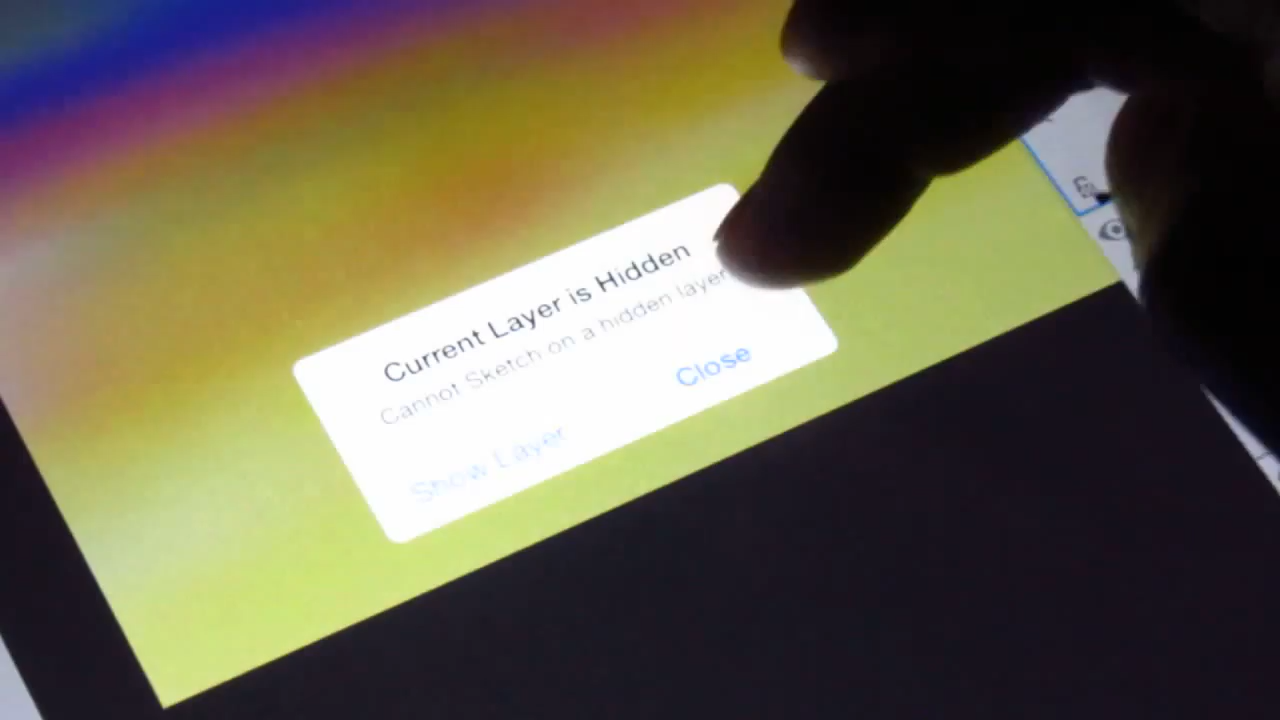 Current Layer is Hidden
Cannot Sketch on a hidden layer
Show Layer
Close